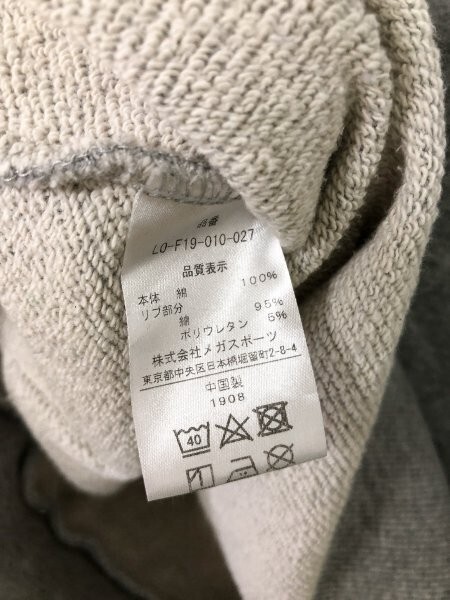 品番
LO-F19-010-027
品質表示
本体 綿 100%
リブ部分
綿 95%
ポリウレタン 5%
株式会社メガスポーツ
東京都中央区日本橋堀留町2-8-4
中国製
1908
40